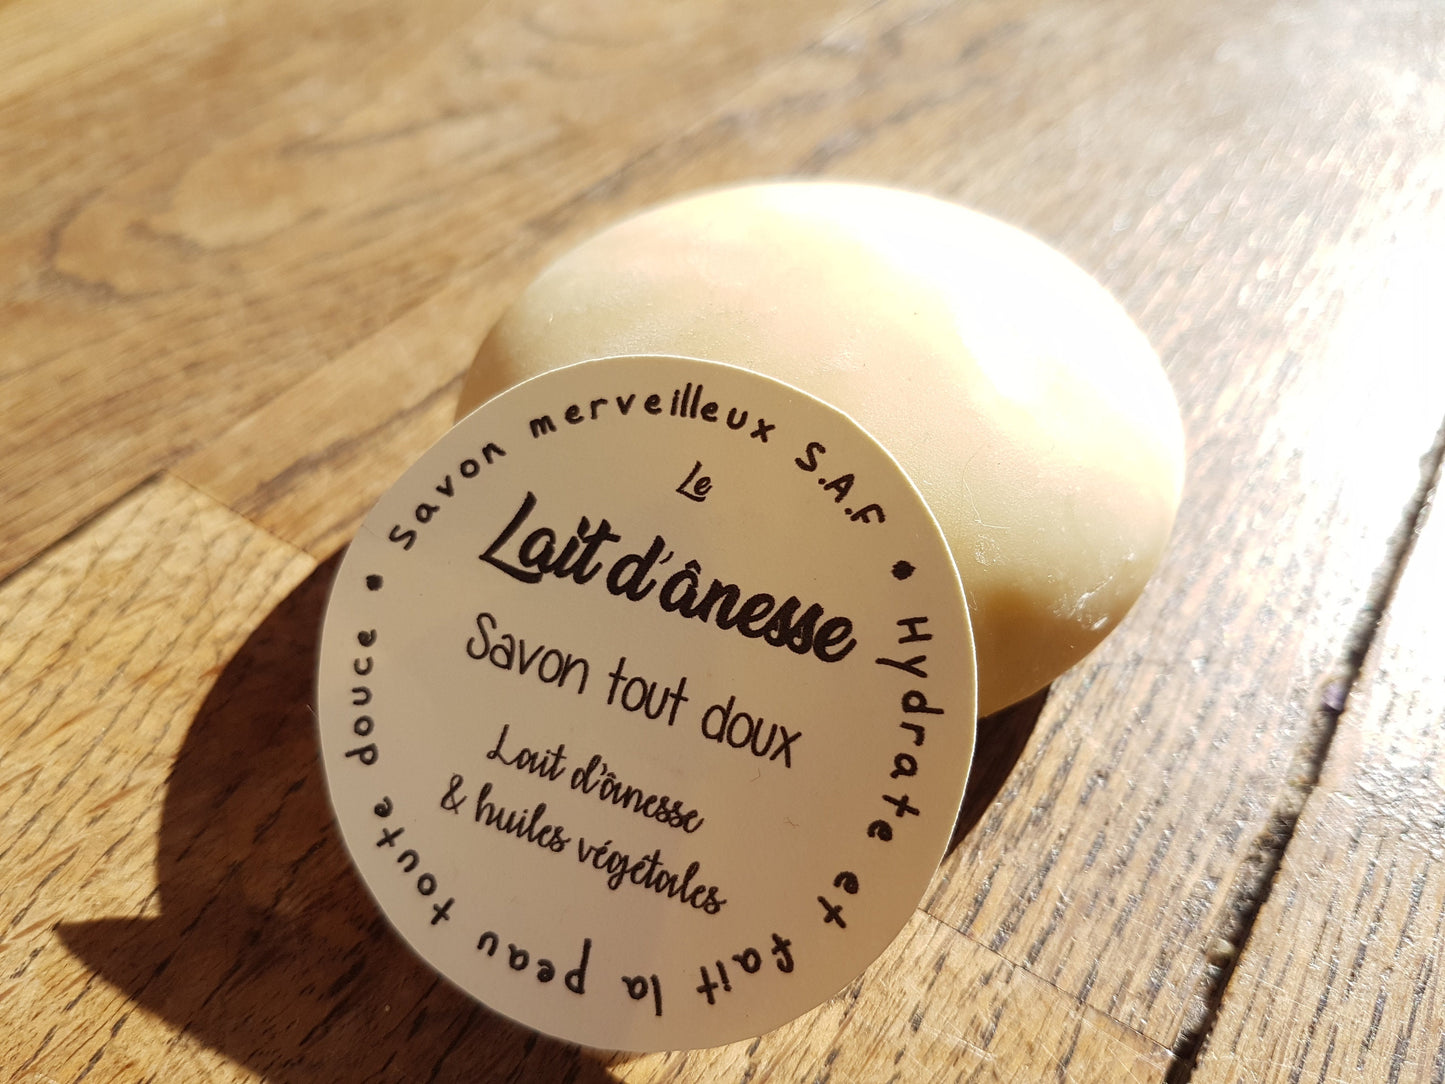 Savon merveilleux S.A.F • Hydrate et fait la peau toute douce •
Le
Lait d'ânesse
Savon tout doux
Lait d'ânesse
& huiles végétales